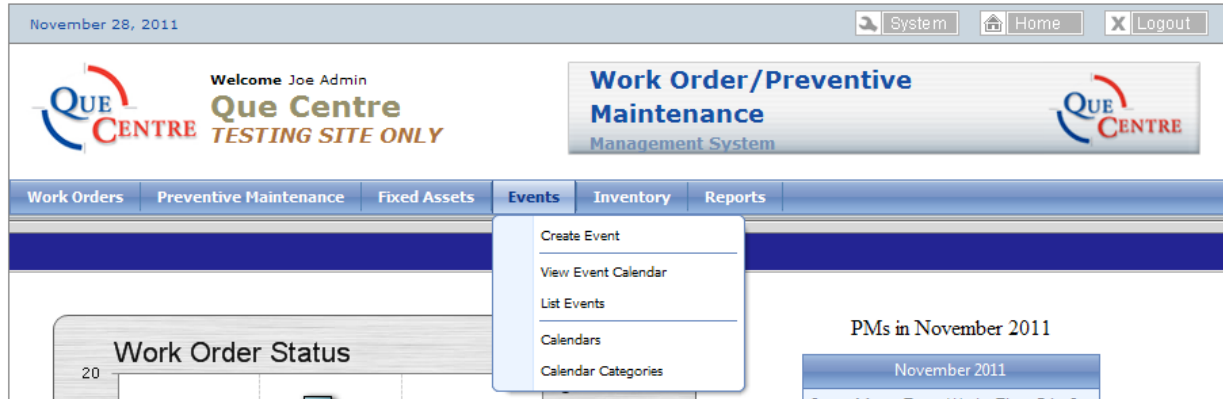 November 28, 2011
System
Home
Logout
QUE
CENTRE
Welcome Joe Admin
Que Centre
TESTING SITE ONLY
Work Order/Preventive
Maintenance
Management System
QUE
CENTRE
Work Orders Preventive Maintenance Fixed Assets Events Inventory Reports
Create Event
View Event Calendar
List Events
Calendars
Calendar Categories
Work Order Status
20
PMs in November 2011
November 2011